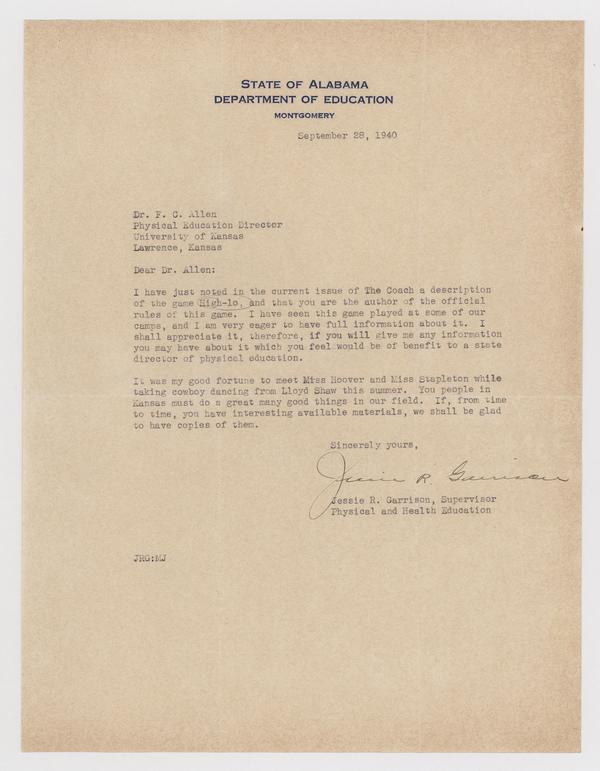 STATE OF ALABAMA
DEPARTMENT OF EDUCATION
MONTGOMERY
September 28, 1940
Dr. F. C. Allen
Physical Education Director
University of Kansas
Lawrence, Kansas
Dear Dr. Allen:
I have just noted in the current issue of The Coach a description
of the game High-lo, and that you are the author of the official
rules of this game. I have seen this game played at some of our
camps, and I am very eager to have full information about it. I
shall appreciate it, therefore, if you will give me any information
you may have about it which you feel would be of benefit to a state
director of physical education.
It was my good fortune to meet Miss Hoover and Miss Stapleton while
taking cowboy dancing from Lloyd Shaw this summer. You people in
Kansas must do a great many good things in our field. If, from time
to time, you have interesting available materials, we shall be glad
to have copies of them.
Sincerely yours,
Jessie R. Garrison
Jessie R. Garrison, Supervisor
Physical and Health Education
JRG:MJ